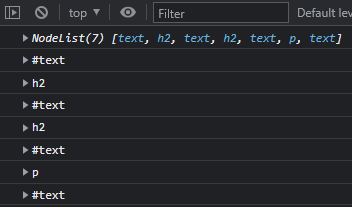 top Filter Default lev
NodeList(7) [text, h2, text, h2, text, p, text]
#text
h2
#text
h2
#text
p
#text